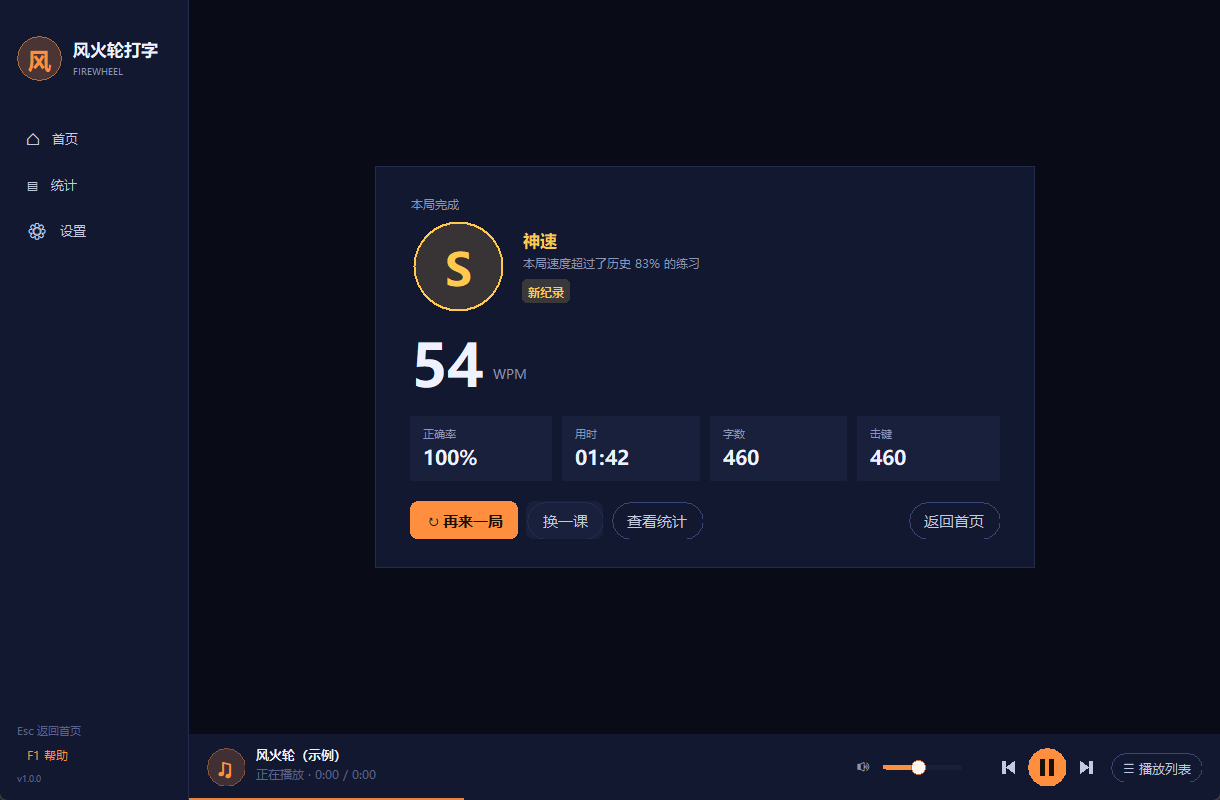 风
风火轮打字
FIREWHEEL
首页
统计
设置
Esc 返回首页
F1 帮助
v1.0.0
本局完成
S
神速
本局速度超过了历史 83% 的练习
新纪录
54 WPM
正确率 用时 字数 击键
100% 01:42 460 460
↻ 再来一局 换一课 查看统计 返回首页
♫
风火轮（示例）
正在播放 · 0:00 / 0:00
☰ 播放列表